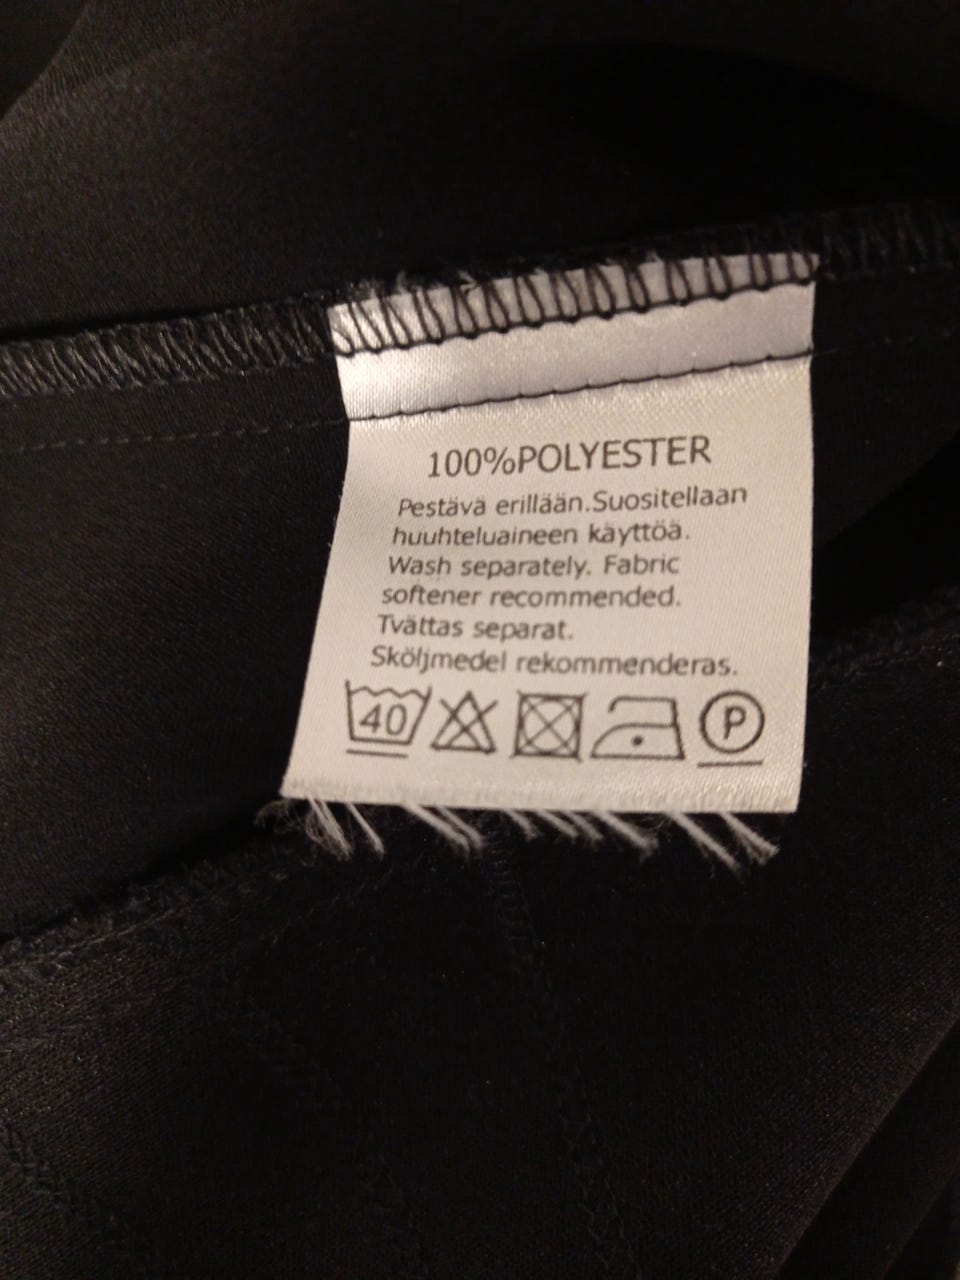 100%POLYESTER
Pestävä erillään.Suositellaan
huuhteluaineen käyttöä.
Wash separately. Fabric
softener recommended.
Tvättas separat.
Sköljmedel rekommenderas.
40 P